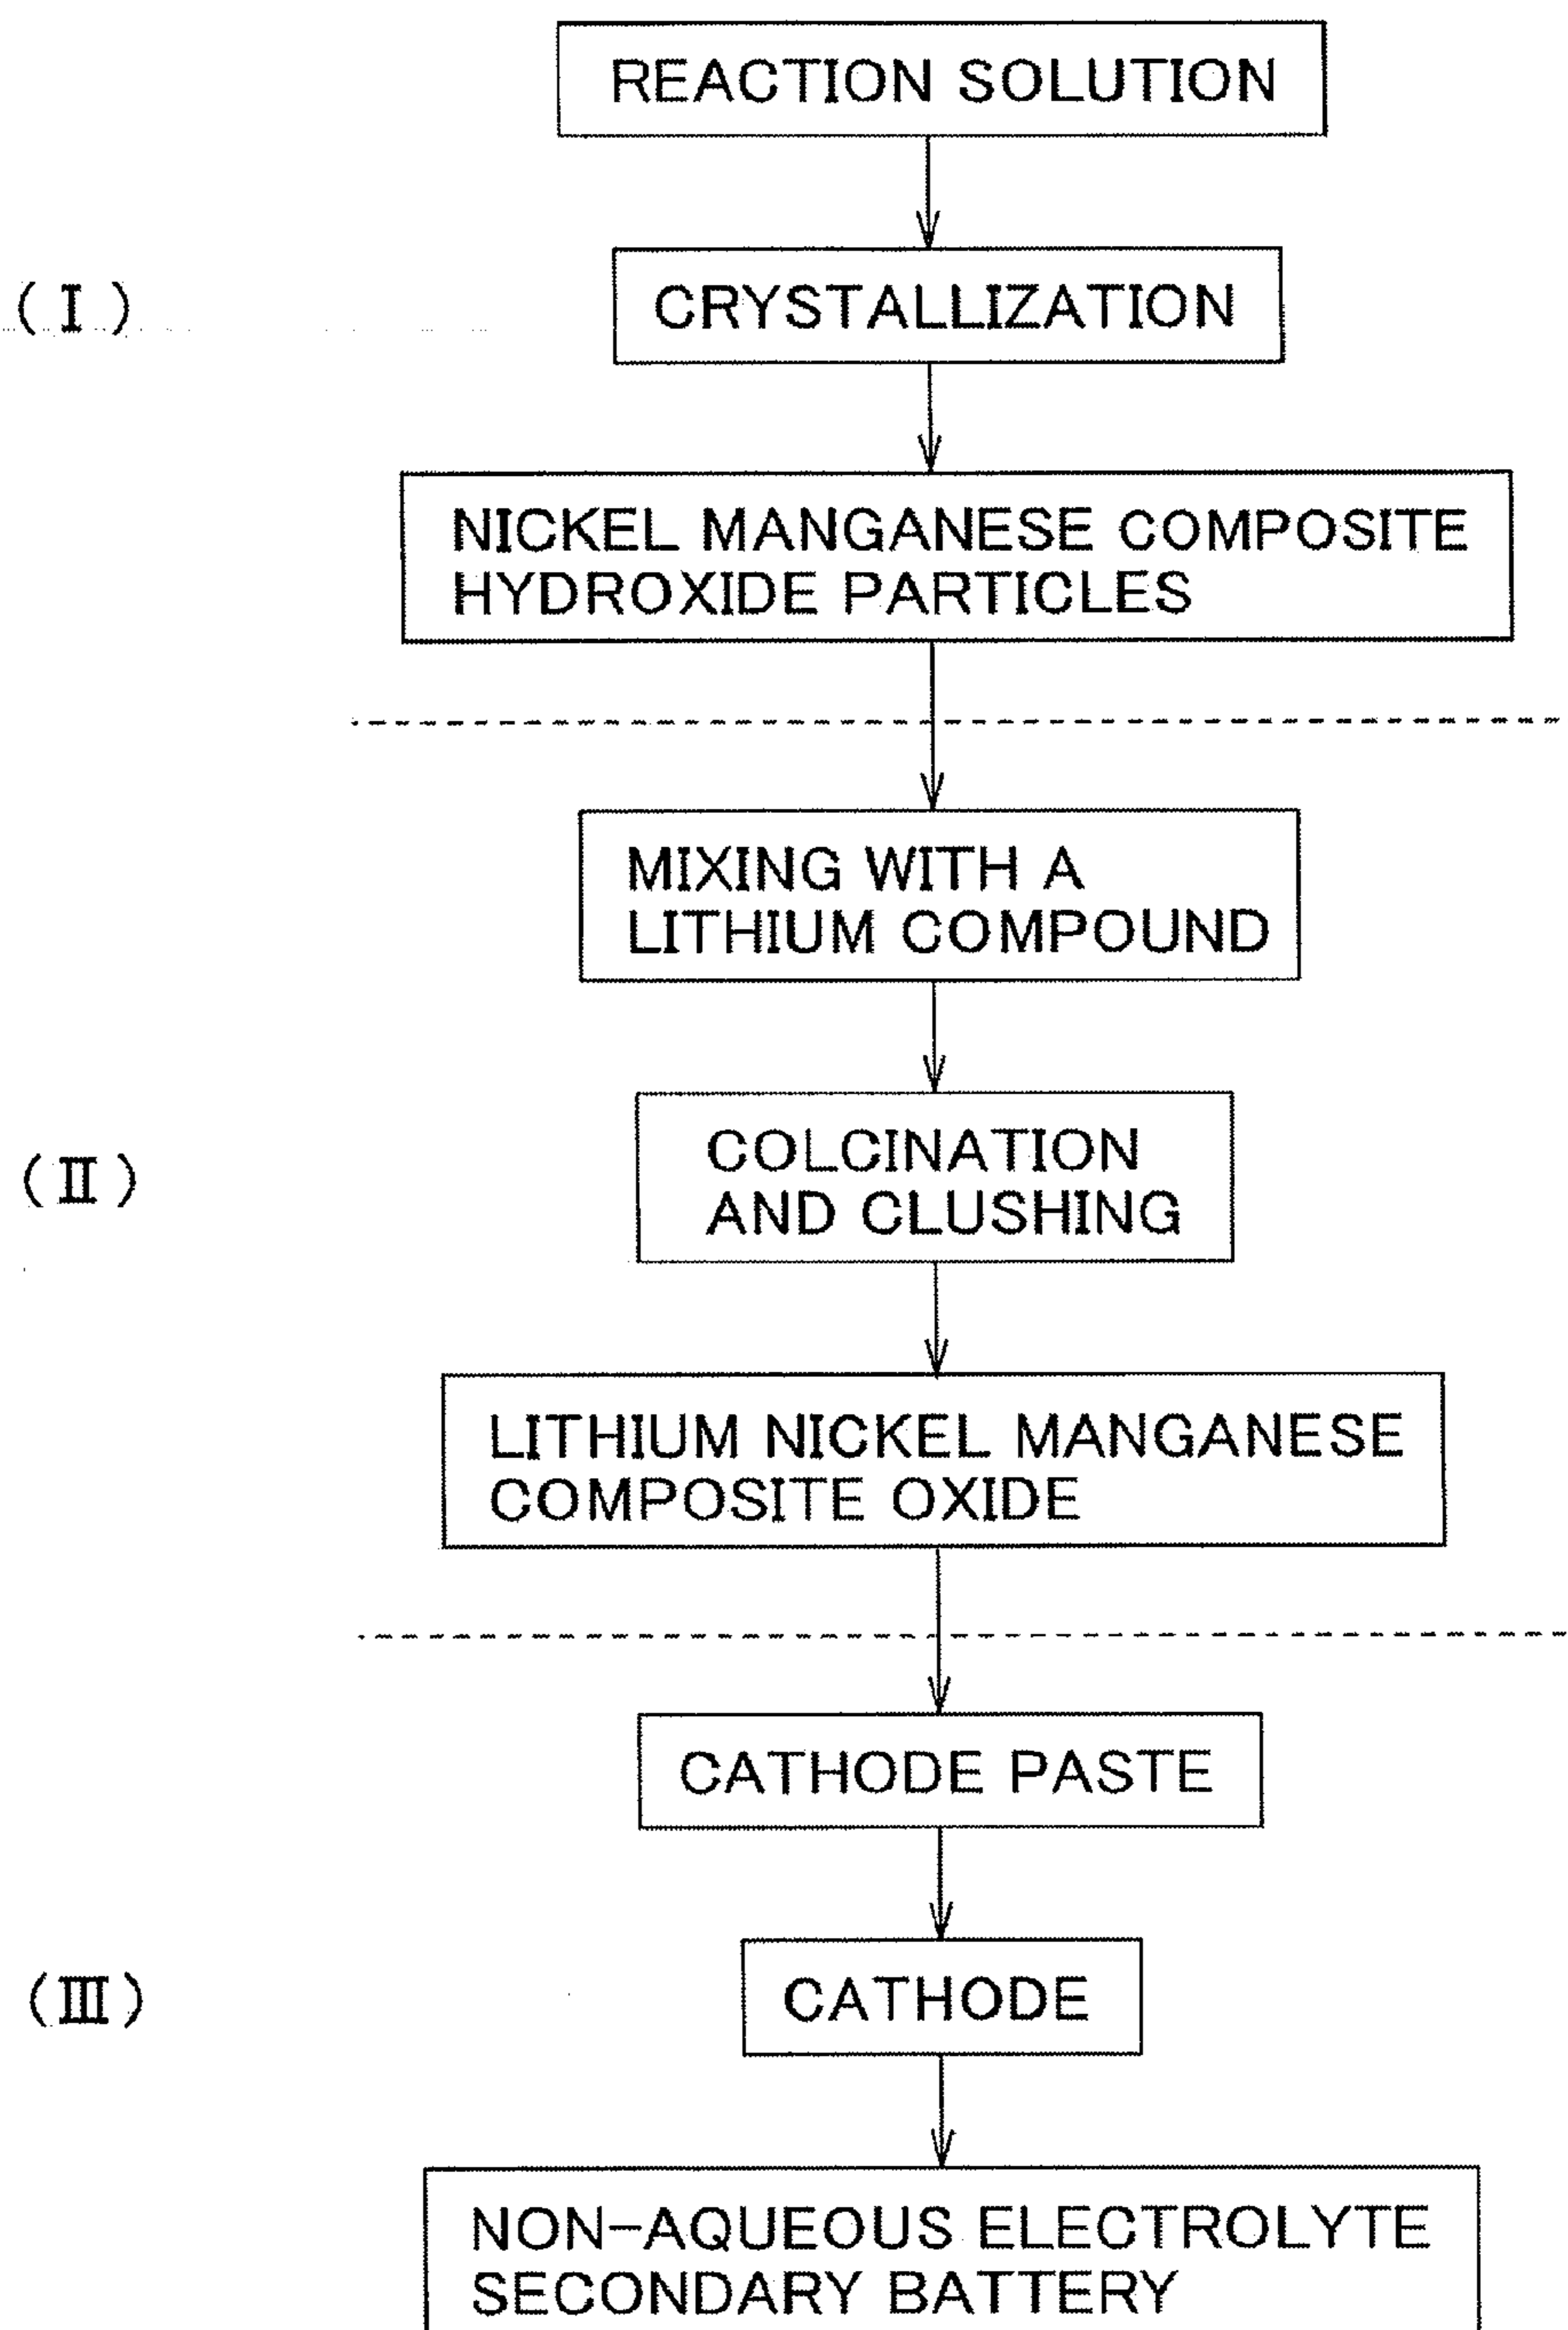 REACTION SOLUTION
(Ⅰ)
CRYSTALLIZATION
NICKEL MANGANESE COMPOSITE
HYDROXIDE PARTICLES
MIXING WITH A
LITHIUM COMPOUND
(Ⅱ)
COLCINATION
AND CLUSHING
LITHIUM NICKEL MANGANESE
COMPOSITE OXIDE
CATHODE PASTE
(Ⅲ)
CATHODE
NON-AQUEOUS ELECTROLYTE
SECONDARY BATTERY